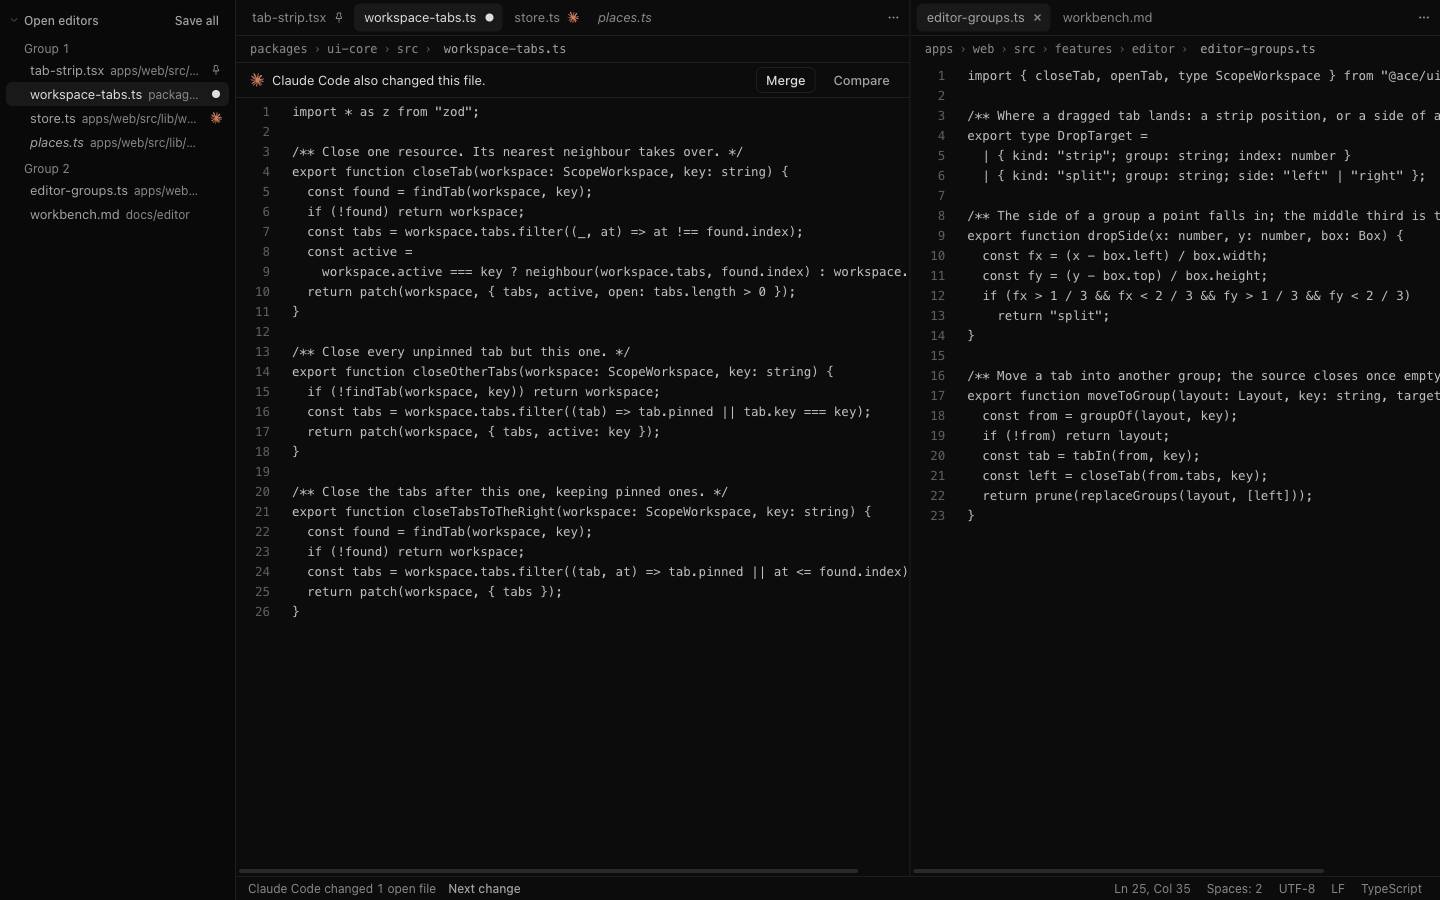 Open editors Save all
Group 1
tab-strip.tsx apps/web/src/...
workspace-tabs.ts packag...
store.ts apps/web/src/lib/w...
places.ts apps/web/src/lib/...
Group 2
editor-groups.ts apps/web...
workbench.md docs/editor
tab-strip.tsx workspace-tabs.ts store.ts places.ts ...
packages › ui-core › src › workspace-tabs.ts
Claude Code also changed this file. Merge Compare
1 import * as z from "zod";
2
3 /** Close one resource. Its nearest neighbour takes over. */
4 export function closeTab(workspace: ScopeWorkspace, key: string) {
5 const found = findTab(workspace, key);
6 if (!found) return workspace;
7 const tabs = workspace.tabs.filter((_, at) => at !== found.index);
8 const active =
9 workspace.active === key ? neighbour(workspace.tabs, found.index) : workspace.
10 return patch(workspace, { tabs, active, open: tabs.length > 0 });
11 }
12
13 /** Close every unpinned tab but this one. */
14 export function closeOtherTabs(workspace: ScopeWorkspace, key: string) {
15 if (!findTab(workspace, key)) return workspace;
16 const tabs = workspace.tabs.filter((tab) => tab.pinned || tab.key === key);
17 return patch(workspace, { tabs, active: key });
18 }
19
20 /** Close the tabs after this one, keeping pinned ones. */
21 export function closeTabsToTheRight(workspace: ScopeWorkspace, key: string) {
22 const found = findTab(workspace, key);
23 if (!found) return workspace;
24 const tabs = workspace.tabs.filter((tab, at) => tab.pinned || at <= found.index)
25 return patch(workspace, { tabs });
26 }
editor-groups.ts × workbench.md ...
apps › web › src › features › editor › editor-groups.ts
1 import { closeTab, openTab, type ScopeWorkspace } from "@ace/ui
2
3 /** Where a dragged tab lands: a strip position, or a side of a
4 export type DropTarget =
5 | { kind: "strip"; group: string; index: number }
6 | { kind: "split"; group: string; side: "left" | "right" };
7
8 /** The side of a group a point falls in; the middle third is t
9 export function dropSide(x: number, y: number, box: Box) {
10 const fx = (x − box.left) / box.width;
11 const fy = (y − box.top) / box.height;
12 if (fx > 1 / 3 && fx < 2 / 3 && fy > 1 / 3 && fy < 2 / 3)
13 return "split";
14 }
15
16 /** Move a tab into another group; the source closes once empty
17 export function moveToGroup(layout: Layout, key: string, target
18 const from = groupOf(layout, key);
19 if (!from) return layout;
20 const tab = tabIn(from, key);
21 const left = closeTab(from.tabs, key);
22 return prune(replaceGroups(layout, [left]));
23 }
Claude Code changed 1 open file Next change
Ln 25, Col 35 Spaces: 2 UTF-8 LF TypeScript